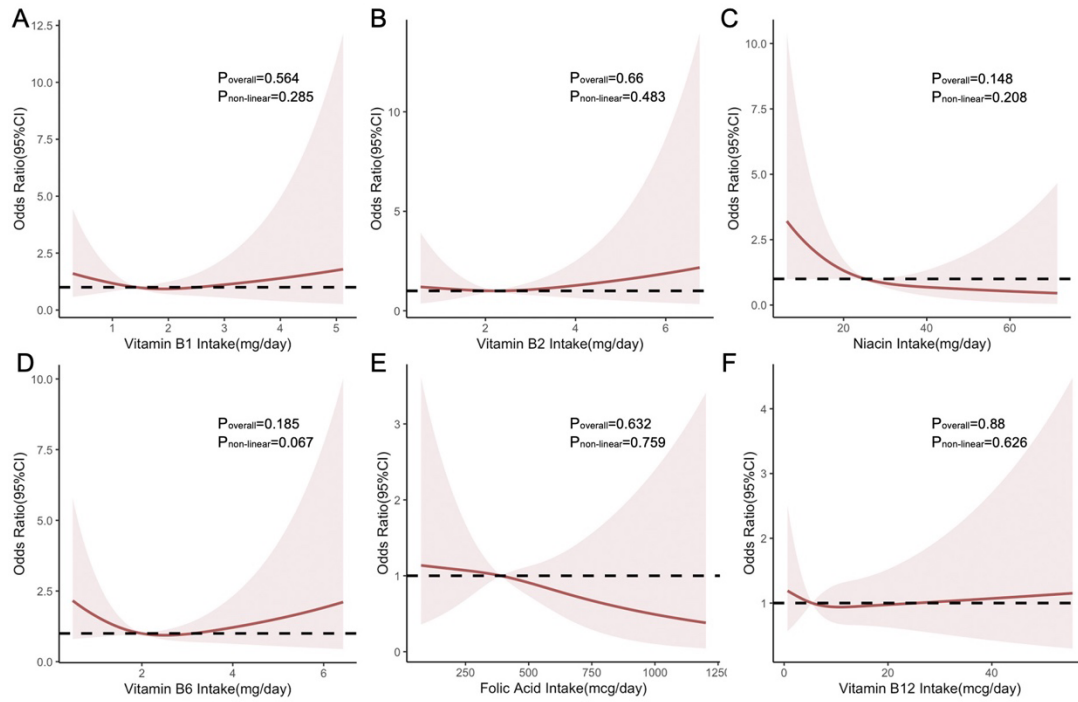 A
12.5
10.0
7.5
5.0
2.5
0.0
Odds Ratio(95%CI)
Poverall=0.564
Pnon-linear=0.285
1
2
3
4
5
Vitamin B1 Intake(mg/day)
B
10
5
0
Odds Ratio(95%CI)
Poverall=0.66
Pnon-linear=0.483
2
4
6
Vitamin B2 Intake(mg/day)
C
10.0
7.5
5.0
2.5
0.0
Odds Ratio(95%CI)
Poverall=0.148
Pnon-linear=0.208
20
40
60
Niacin Intake(mg/day)
D
10.0
7.5
5.0
2.5
0.0
Odds Ratio(95%CI)
Poverall=0.185
Pnon-linear=0.067
2
4
6
Vitamin B6 Intake(mg/day)
E
3
2
1
0
Odds Ratio(95%CI)
Poverall=0.632
Pnon-linear=0.759
250
500
750
1000
Folic Acid Intake(mcg/day)
F
4
3
2
1
Odds Ratio(95%CI)
Poverall=0.88
Pnon-linear=0.626
0
20
40
Vitamin B12 Intake(mcg/day)